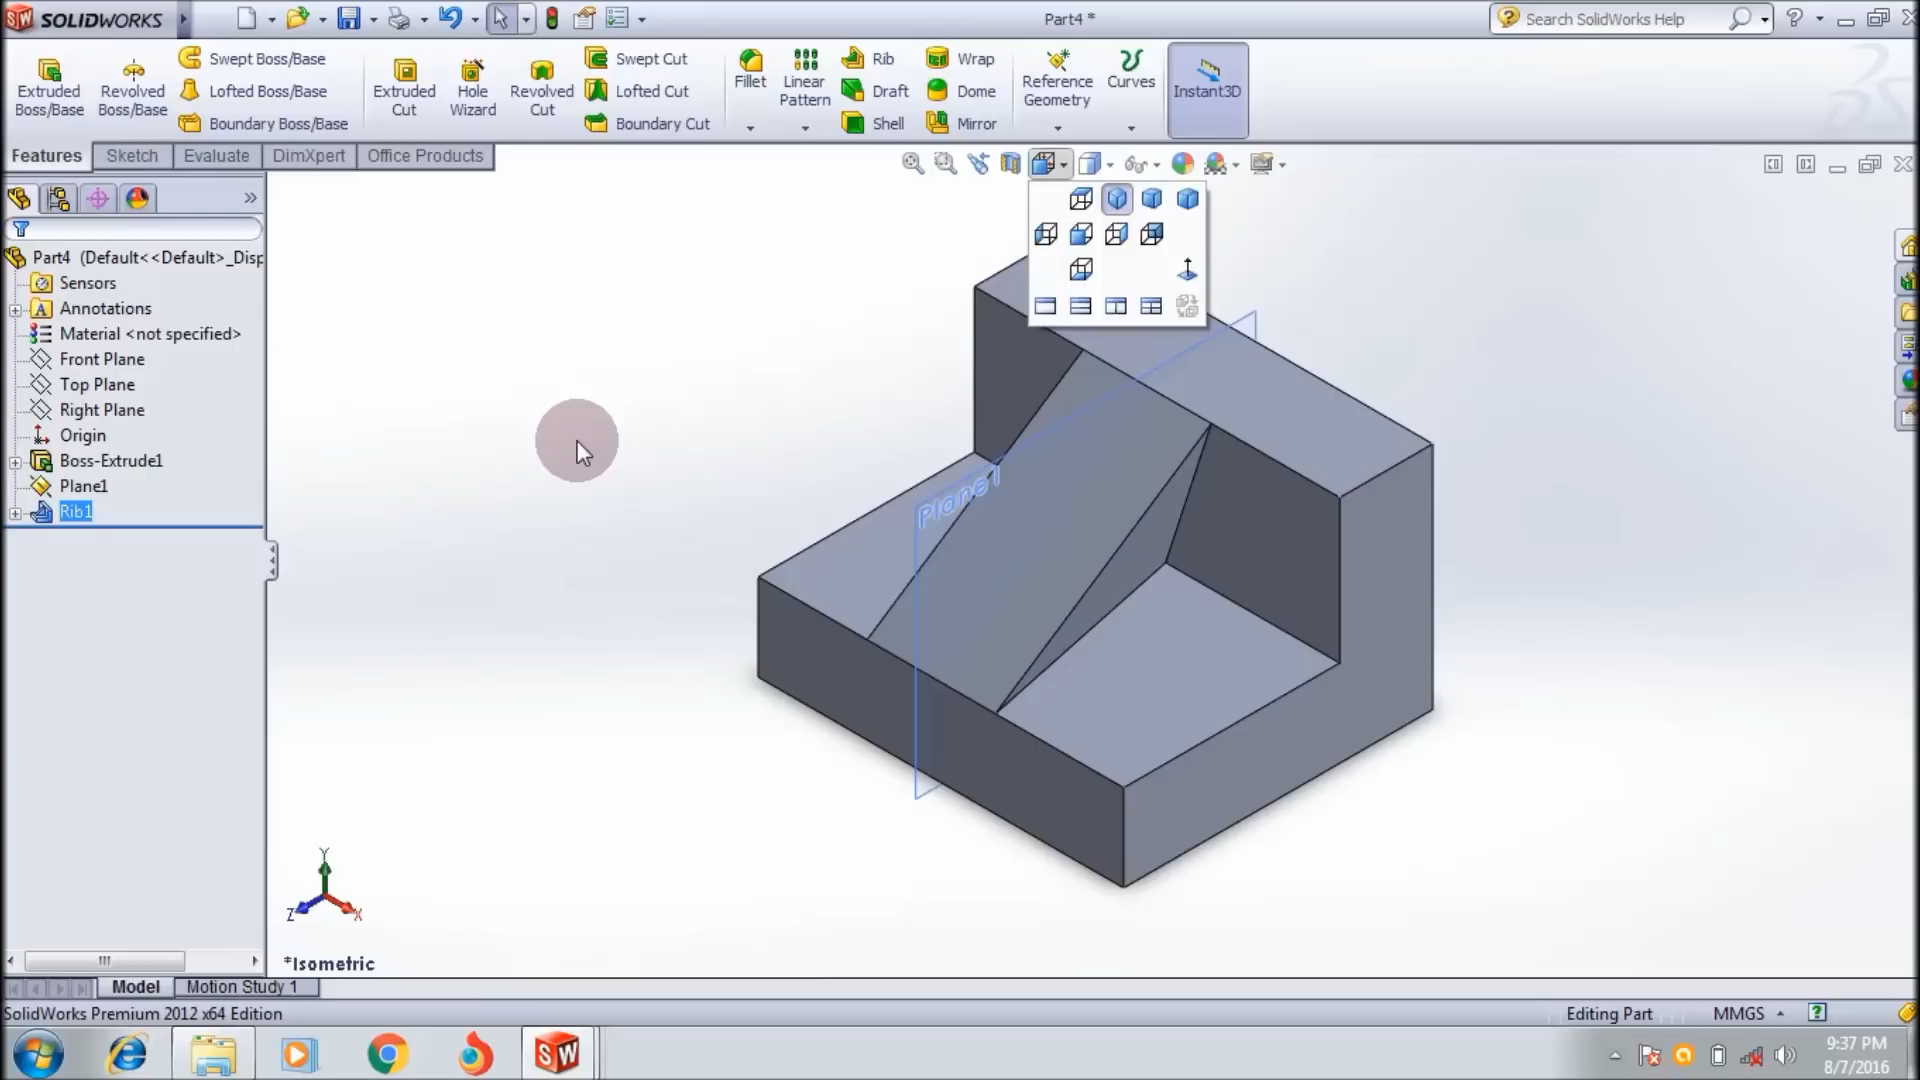 SOLIDWORKS
Part4 *
Search SolidWorks Help
Extruded Boss/Base
Revolved Boss/Base
Swept Boss/Base
Lofted Boss/Base
Boundary Boss/Base
Extruded Cut
Hole Wizard
Revolved Cut
Swept Cut
Lofted Cut
Boundary Cut
Fillet
Linear Pattern
Rib
Draft
Shell
Wrap
Dome
Mirror
Reference Geometry
Curves
Instant3D
Features
Sketch
Evaluate
DimXpert
Office Products
Part4 (Default<<Default>_Disp
Sensors
Annotations
Material <not specified>
Front Plane
Top Plane
Right Plane
Origin
Boss-Extrude1
Plane1
Rib1
Plane1
Y
Z
X
*Isometric
Model
Motion Study 1
SolidWorks Premium 2012 x64 Edition
Editing Part
MMGS
9:37 PM
8/7/2016